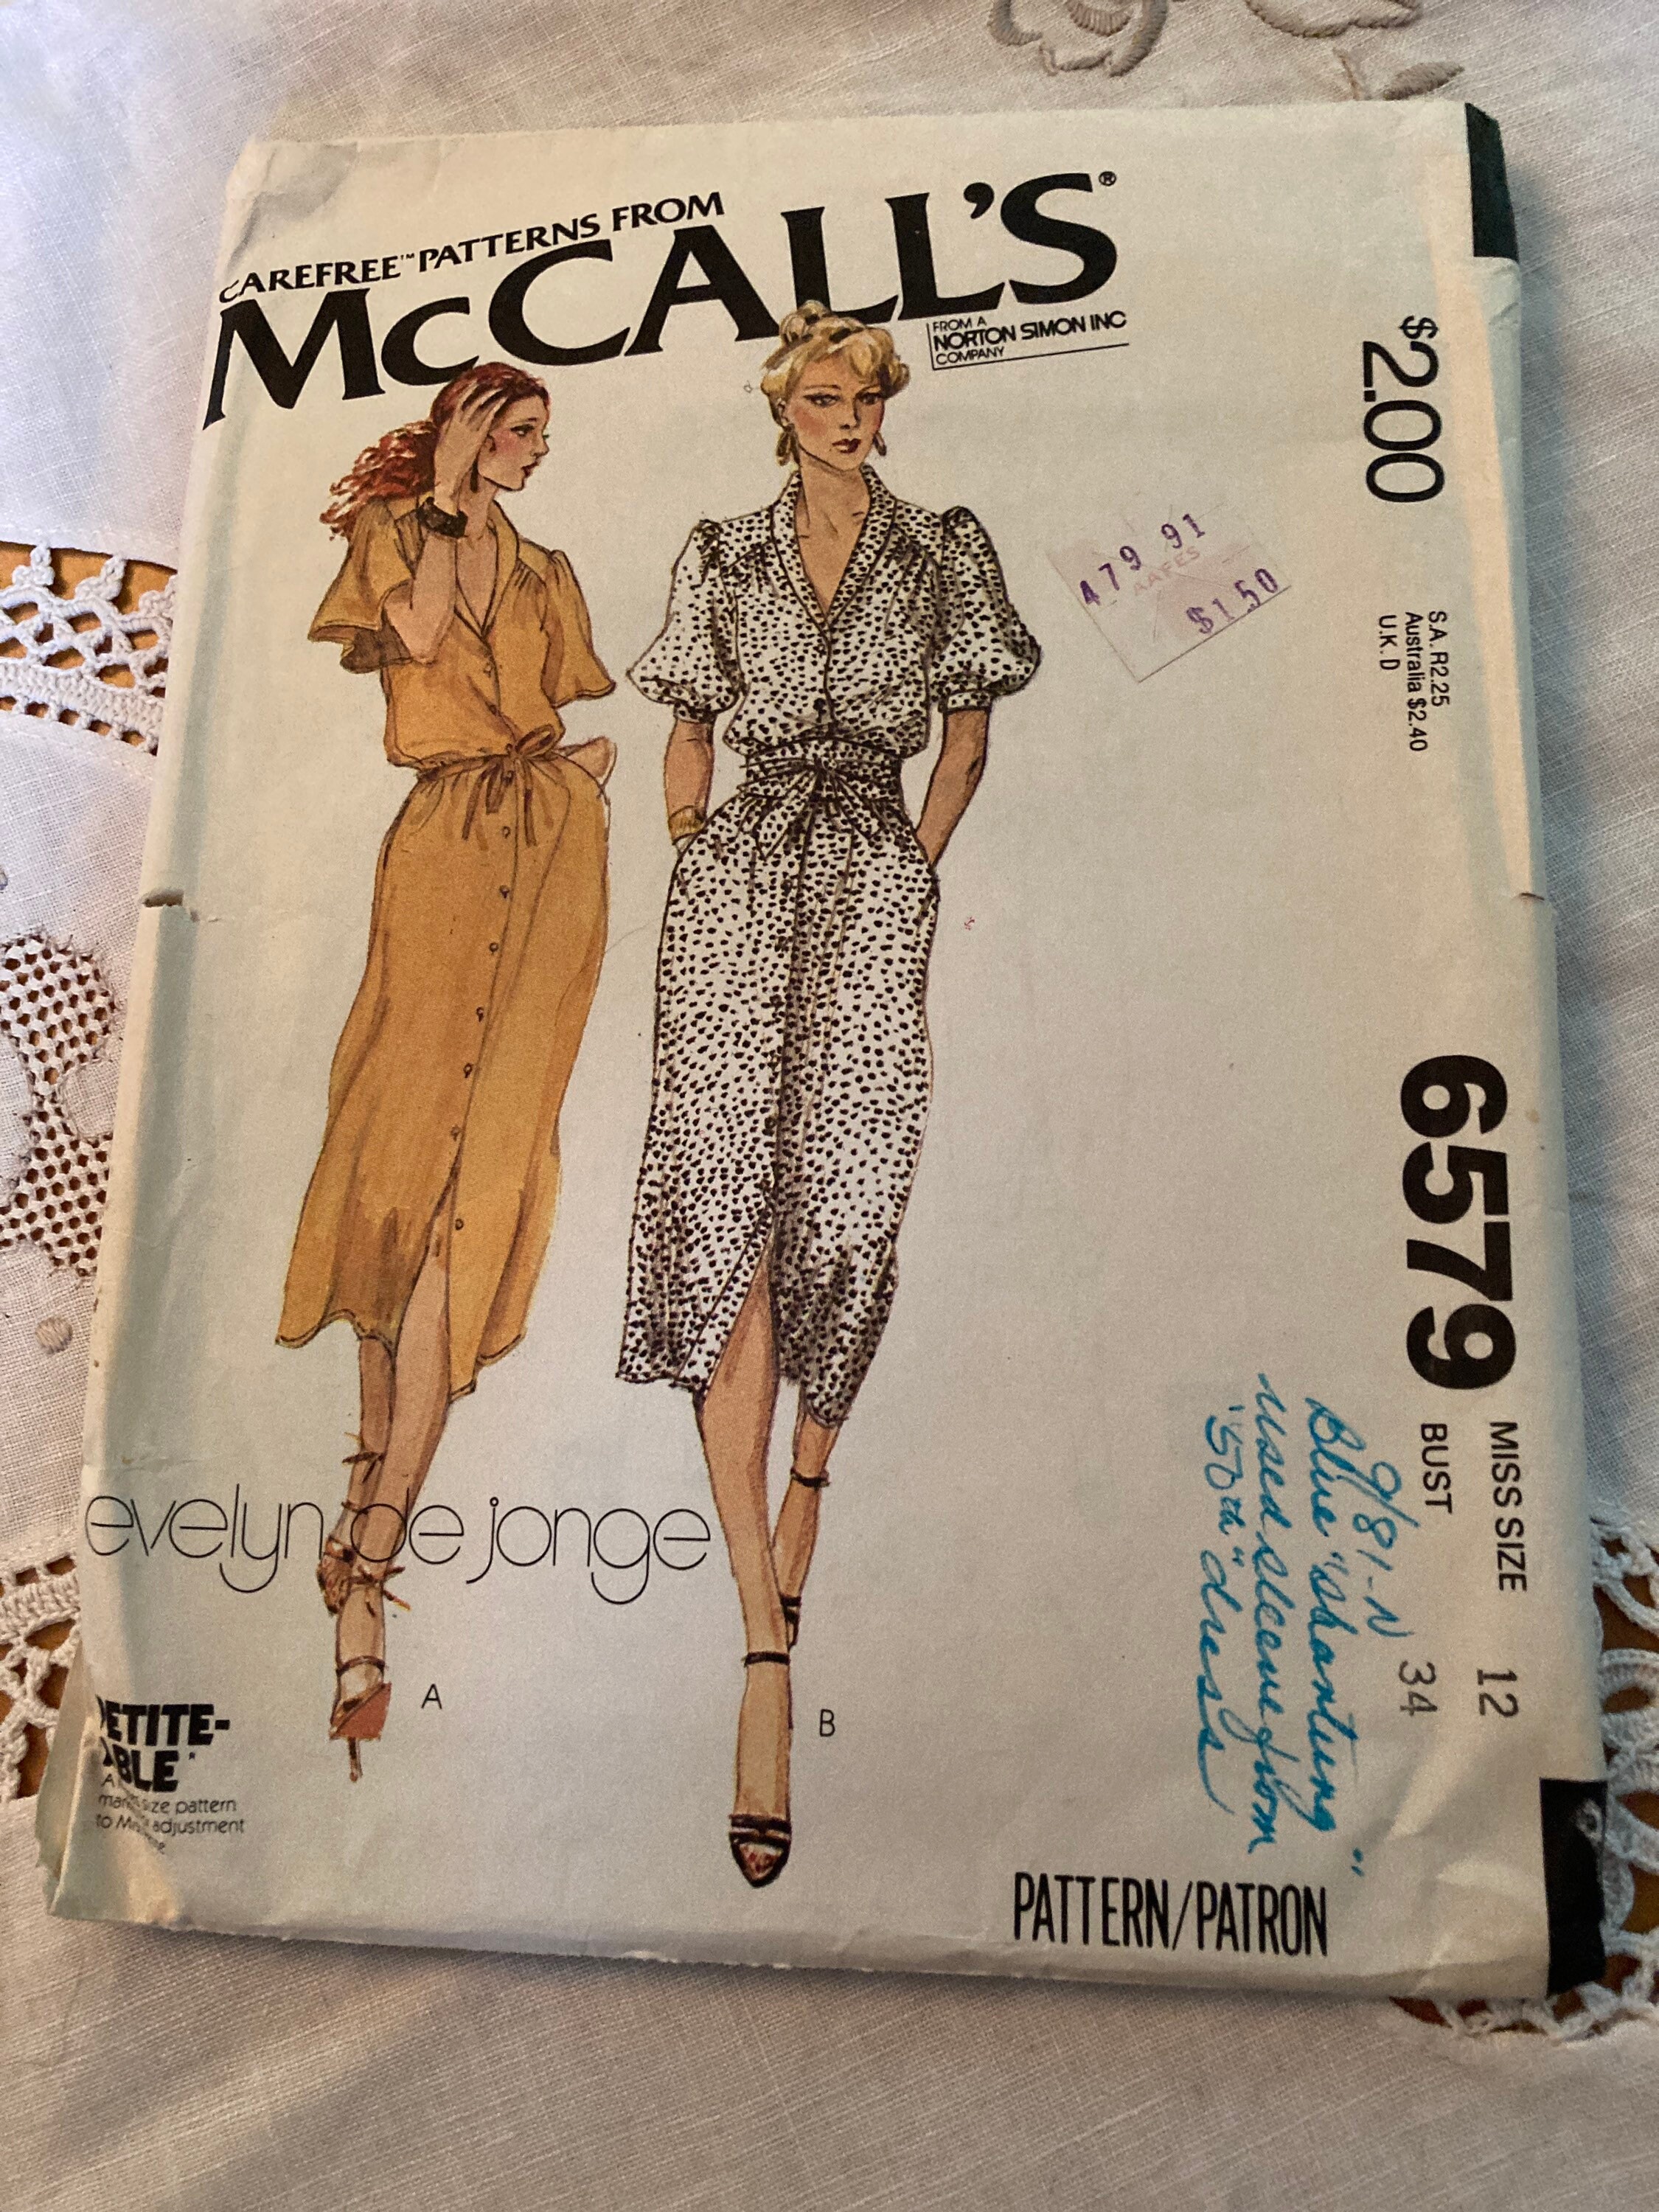 CAREFREE™ PATTERNS FROM
McCALL'S®
FROM A
NORTON SIMON INC
COMPANY
$2.00
S.A. R2.25
Australia $2.40
U.K. D
479 91
AAFES
$1.50
6579
MISS SIZE 12
BUST 34
9/81-N
Blue "shantung"
used sleeve from
"50th" dress
evelyn de jonge
A
B
ETITE-
ABLE
size pattern
adjustment
PATTERN/PATRON